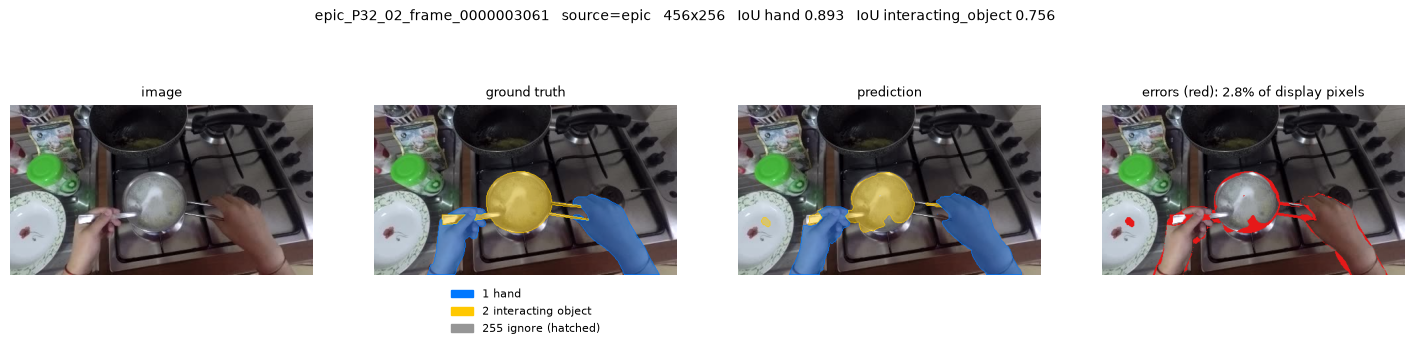 epic_P32_02_frame_0000003061   source=epic   456x256   IoU hand 0.893   IoU interacting_object 0.756
image
ground truth
prediction
errors (red): 2.8% of display pixels
1 hand
2 interacting object
255 ignore (hatched)